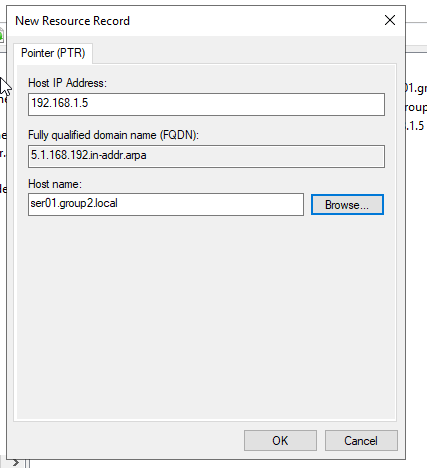 New Resource Record
Pointer (PTR)
Host IP Address:
192.168.1.5
Fully qualified domain name (FQDN):
5.1.168.192.in-addr.arpa
Host name:
ser01.group2.local
Browse...
OK
Cancel